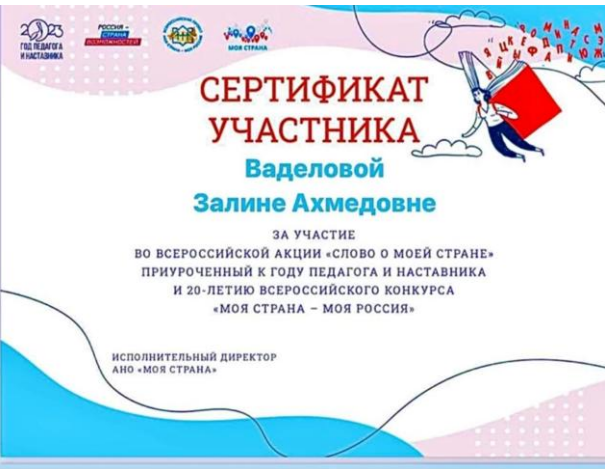 2023
ГОД ПЕДАГОГА
И НАСТАВНИКА
РОССИЯ –
СТРАНА
ВОЗМОЖНОСТЕЙ
МОЯ СТРАНА
СЕРТИФИКАТ
УЧАСТНИКА
Ваделовой
Залине Ахмедовне
ЗА УЧАСТИЕ
ВО ВСЕРОССИЙСКОЙ АКЦИИ «СЛОВО О МОЕЙ СТРАНЕ»
ПРИУРОЧЕННЫЙ К ГОДУ ПЕДАГОГА И НАСТАВНИКА
И 20-ЛЕТИЮ ВСЕРОССИЙСКОГО КОНКУРСА
«МОЯ СТРАНА – МОЯ РОССИЯ»
ИСПОЛНИТЕЛЬНЫЙ ДИРЕКТОР
АНО «МОЯ СТРАНА»